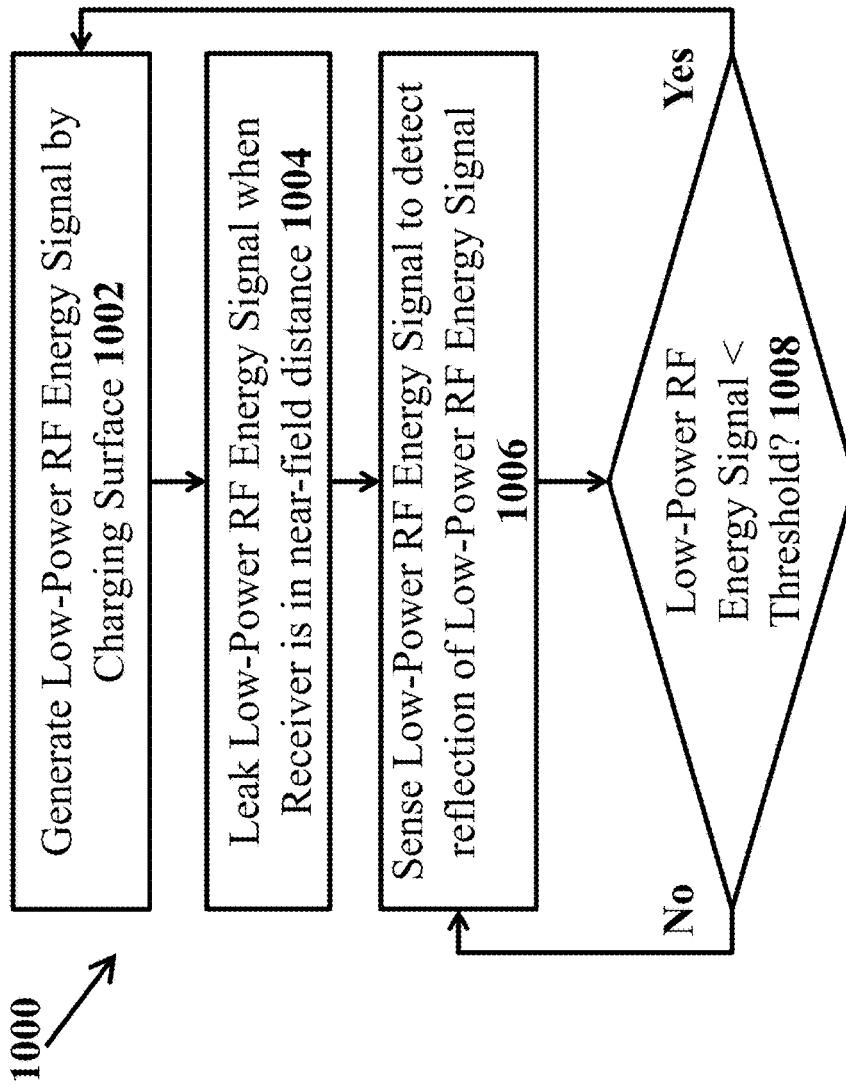 1000
Generate Low-Power RF Energy Signal by
Charging Surface 1002
Leak Low-Power RF Energy Signal when
Receiver is in near-field distance 1004
Sense Low-Power RF Energy Signal to detect
reflection of Low-Power RF Energy Signal
1006
Low-Power RF
Energy Signal <
Threshold? 1008
No
Yes